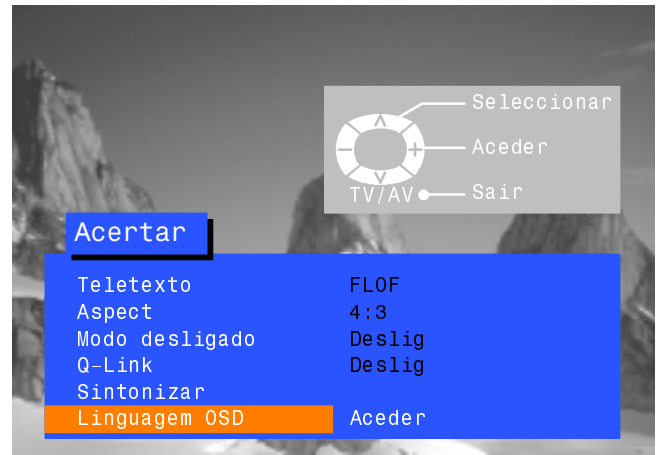 Seleccionar
Aceder
TV/AV Sair
Acertar
Teletexto FLOF
Aspect 4:3
Modo desligado Deslig
Q-Link Deslig
Sintonizar
Linguagem OSD Aceder